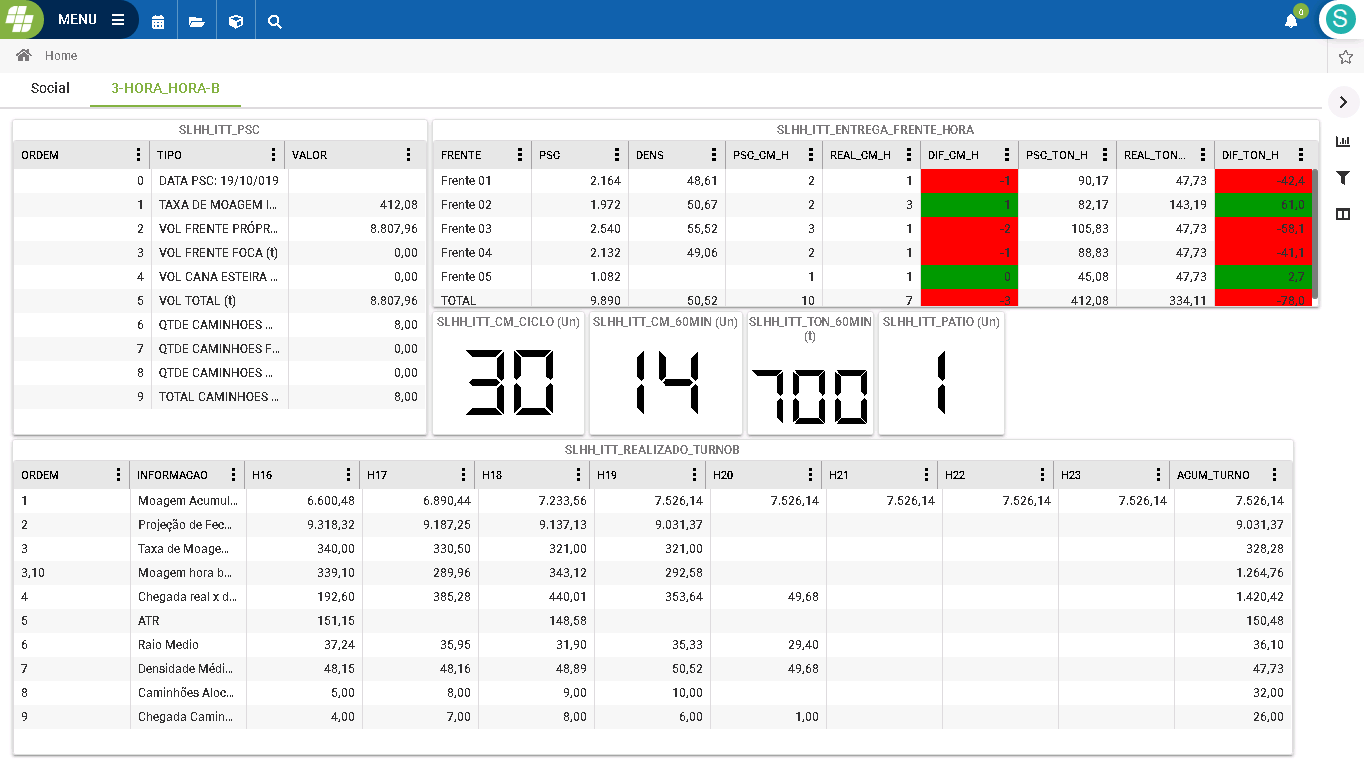 MENU
0
S
Home
Social 3-HORA_HORA-B
SLHH_ITT_PSC
ORDEM TIPO VALOR
0 DATA PSC: 19/10/019
1 TAXA DE MOAGEM I... 412,08
2 VOL FRENTE PRÓPR... 8.807,96
3 VOL FRENTE FOCA (t) 0,00
4 VOL CANA ESTEIRA ... 0,00
5 VOL TOTAL (t) 8.807,96
6 QTDE CAMINHOES ... 8,00
7 QTDE CAMINHOES F... 0,00
8 QTDE CAMINHOES ... 0,00
9 TOTAL CAMINHOES ... 8,00
SLHH_ITT_ENTREGA_FRENTE_HORA
FRENTE PSC DENS PSC_CM_H REAL_CM_H DIF_CM_H PSC_TON_H REAL_TON... DIF_TON_H
Frente 01 2.164 48,61 2 1 -1 90,17 47,73 -42,4
Frente 02 1.972 50,67 2 3 1 82,17 143,19 61,0
Frente 03 2.540 55,52 3 1 -2 105,83 47,73 -58,1
Frente 04 2.132 49,06 2 1 -1 88,83 47,73 -41,1
Frente 05 1.082 1 1 0 45,08 47,73 2,7
TOTAL 9.890 50,52 10 7 -3 412,08 334,11 -78,0
SLHH_ITT_CM_CICLO (Un)
30
SLHH_ITT_CM_60MIN (Un)
14
SLHH_ITT_TON_60MIN
(t)
700
SLHH_ITT_PATIO (Un)
1
SLHH_ITT_REALIZADO_TURNOB
ORDEM INFORMACAO H16 H17 H18 H19 H20 H21 H22 H23 AGUM_TURNO
1 Moagem Acumul... 6.600,48 6.890,44 7.233,56 7.526,14 7.526,14 7.526,14 7.526,14 7.526,14 7.526,14
2 Projeção de Fec... 9.318,32 9.187,25 9.137,13 9.031,37 9.031,37
3 Taxa de Moage... 340,00 330,50 321,00 321,00 328,28
3,10 Moagem hora b... 339,10 289,96 343,12 292,58 1.264,76
4 Chegada real x d... 192,60 385,28 440,01 353,64 49,68 1.420,42
5 ATR 151,15 148,58 150,48
6 Raio Medio 37,24 35,95 31,90 35,33 29,40 36,10
7 Densidade Médi... 48,15 48,16 48,89 50,52 49,68 47,73
8 Caminhões Aloc... 5,00 8,00 9,00 10,00 32,00
9 Chegada Camin... 4,00 7,00 8,00 6,00 1,00 26,00